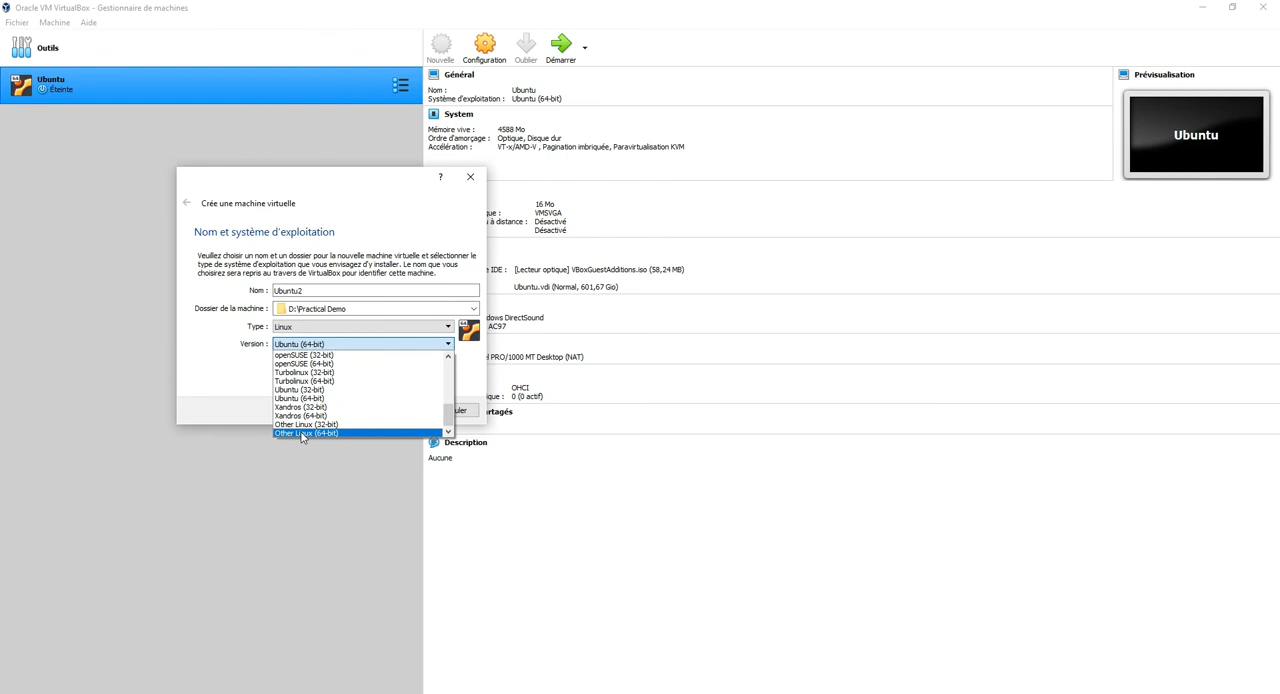 Oracle VM VirtualBox - Gestionnaire de machines
Fichier Machine Aide
Outils
Ubuntu
Éteinte
Nouvelle Configuration Oublier Démarrer
Général
Nom : Ubuntu
Système d'exploitation : Ubuntu (64-bit)
System
Mémoire vive : 4588 Mo
Ordre d'amorçage : Optique, Disque dur
Accélération : VT-x/AMD-V , Pagination imbriquée, Paravirtualisation KVM
Prévisualisation
Ubuntu
16 Mo
que : VMSVGA
à distance : Désactivé
Désactivé
e IDE : [Lecteur optique] VBoxGuestAdditions.iso (58,24 MB)
Ubuntu.vdi (Normal, 601,67 Gio)
dows DirectSound
AC97
el PRO/1000 MT Desktop (NAT)
OHCI
ique : 0 (0 actif)
rtagés
Description
Aucune
?
Crée une machine virtuelle
Nom et système d'exploitation
Veuillez choisir un nom et un dossier pour la nouvelle machine virtuelle et sélectionner le
type de système d'exploitation que vous envisagez d'y installer. Le nom que vous
choisirez sera repris au travers de VirtualBox pour identifier cette machine.
Nom : Ubuntu2
Dossier de la machine : D:\Practical Demo
Type : Linux
64
Version : Ubuntu (64-bit)
openSUSE (32-bit)
openSUSE (64-bit)
Turbolinux (32-bit)
Turbolinux (64-bit)
Ubuntu (32-bit)
Ubuntu (64-bit)
Xandros (32-bit)
Xandros (64-bit)
Other Linux (32-bit)
Other Linux (64-bit)
uler